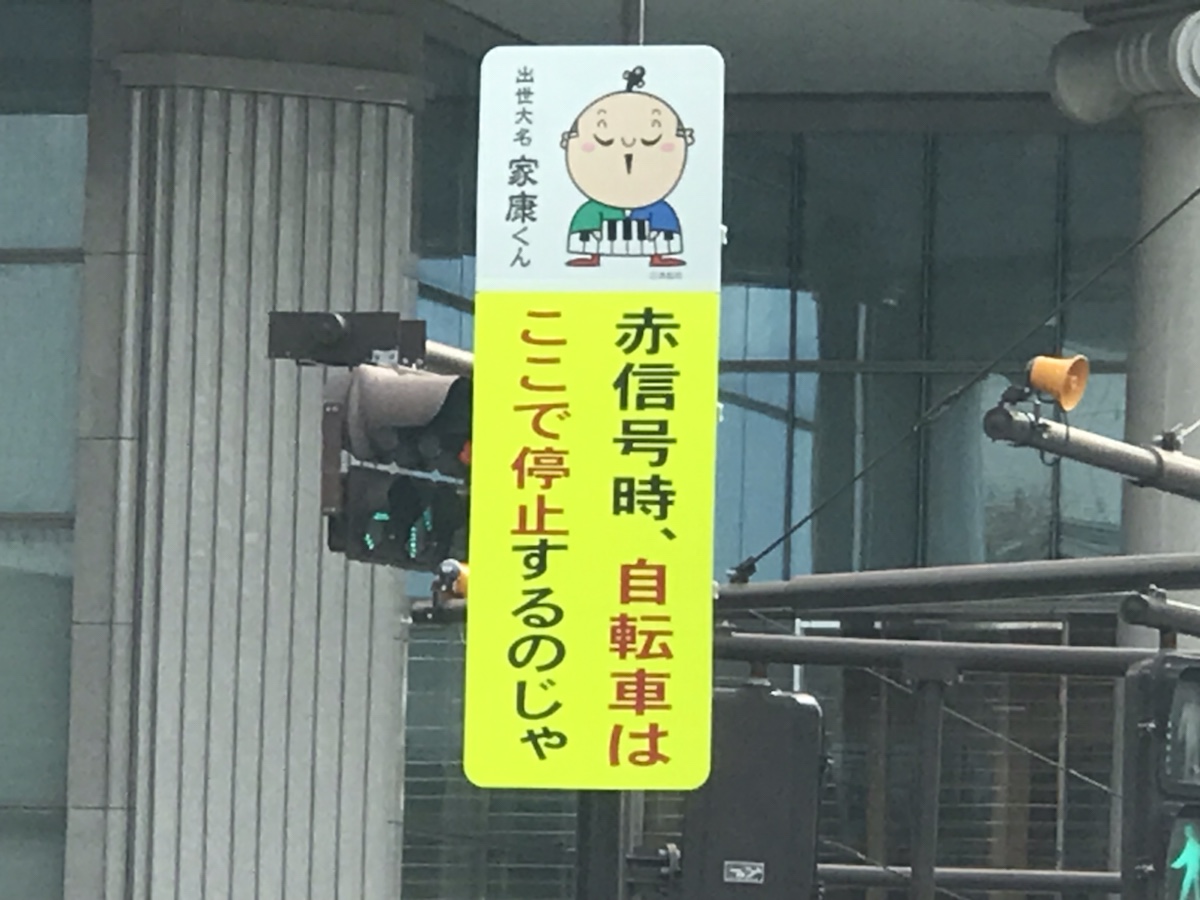 出世大名 家康くん
赤信号時、自転車は
ここで停止するのじゃ